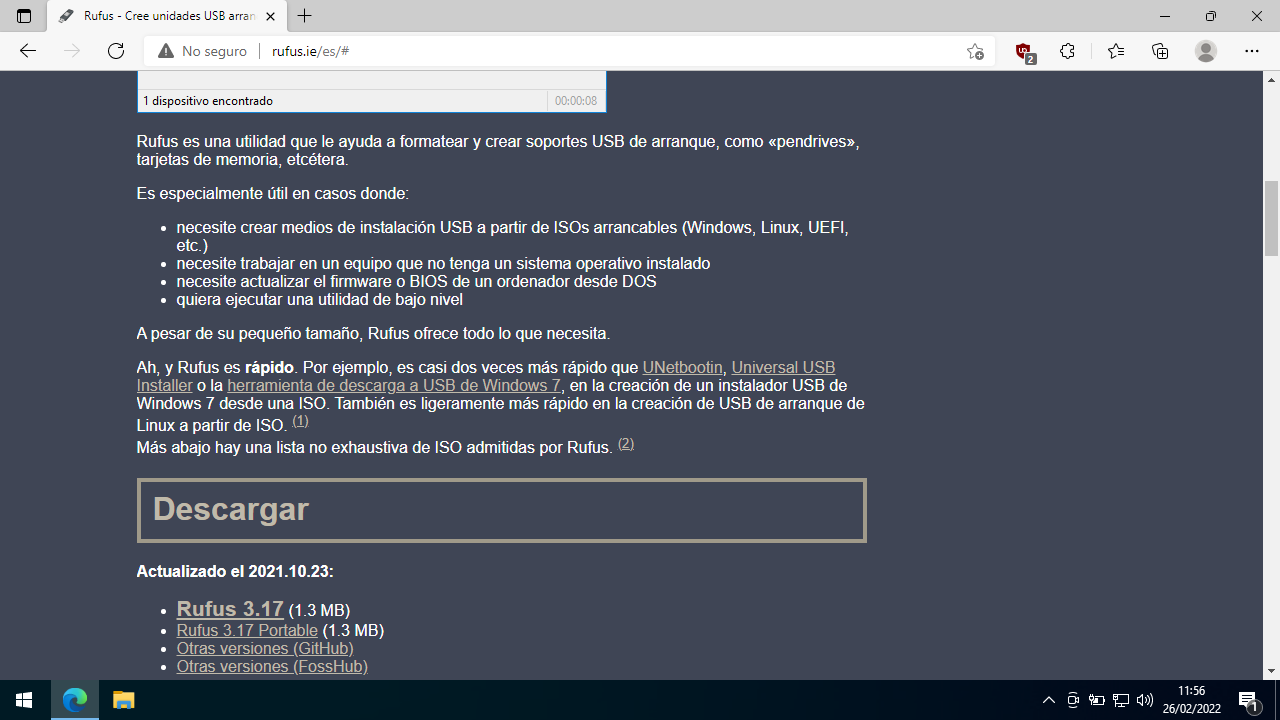 Rufus - Cree unidades USB arran
No seguro
rufus.ie/es/#
2
1 dispositivo encontrado
00:00:08
Rufus es una utilidad que le ayuda a formatear y crear soportes USB de arranque, como «pendrives»,
tarjetas de memoria, etcétera.
Es especialmente útil en casos donde:
necesite crear medios de instalación USB a partir de ISOs arrancables (Windows, Linux, UEFI,
etc.)
necesite trabajar en un equipo que no tenga un sistema operativo instalado
necesite actualizar el firmware o BIOS de un ordenador desde DOS
quiera ejecutar una utilidad de bajo nivel
A pesar de su pequeño tamaño, Rufus ofrece todo lo que necesita.
Ah, y Rufus es rápido. Por ejemplo, es casi dos veces más rápido que UNetbootin, Universal USB
Installer o la herramienta de descarga a USB de Windows 7, en la creación de un instalador USB de
Windows 7 desde una ISO. También es ligeramente más rápido en la creación de USB de arranque de
Linux a partir de ISO. (1)
Más abajo hay una lista no exhaustiva de ISO admitidas por Rufus. (2)
Descargar
Actualizado el 2021.10.23:
Rufus 3.17 (1.3 MB)
Rufus 3.17 Portable (1.3 MB)
Otras versiones (GitHub)
Otras versiones (FossHub)
11:56
26/02/2022
1